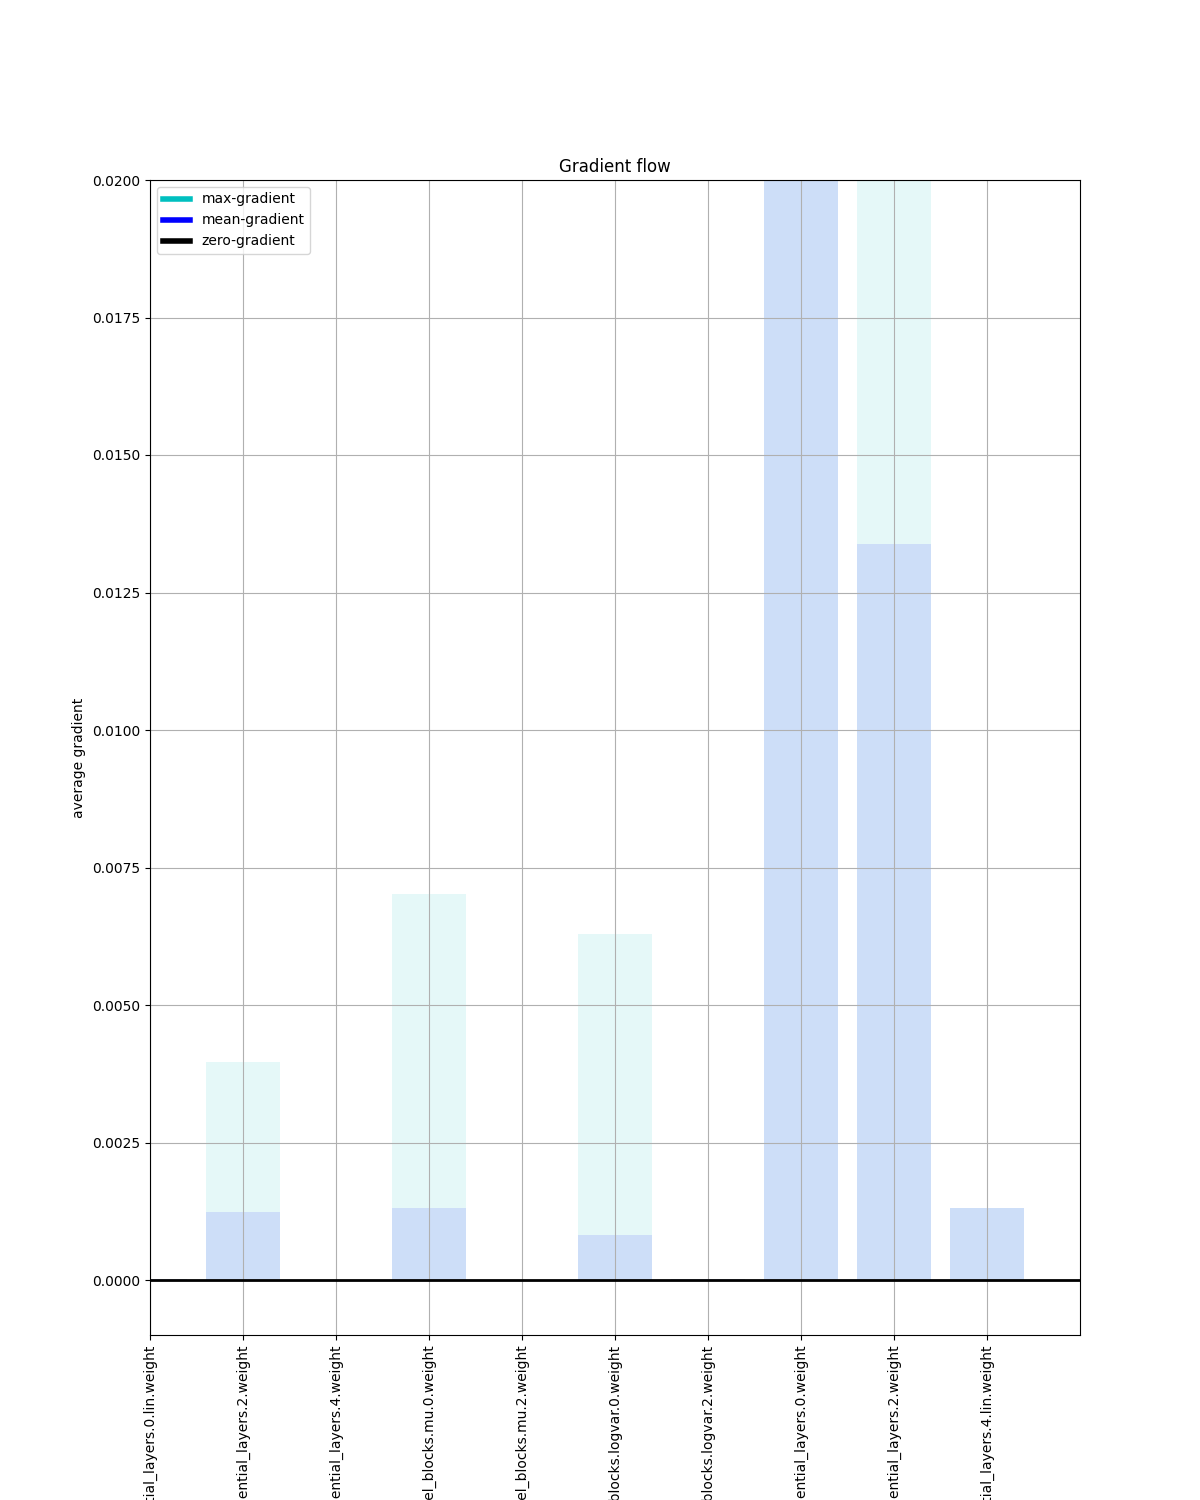 Gradient flow
max-gradient
mean-gradient
zero-gradient
0.0200
0.0175
0.0150
0.0125
0.0100
0.0075
0.0050
0.0025
0.0000
average gradient
tial_layers.0.lin.weight
ential_layers.2.weight
ential_layers.4.weight
el_blocks.mu.0.weight
el_blocks.mu.2.weight
blocks.logvar.0.weight
blocks.logvar.2.weight
ential_layers.0.weight
ential_layers.2.weight
tial_layers.4.lin.weight